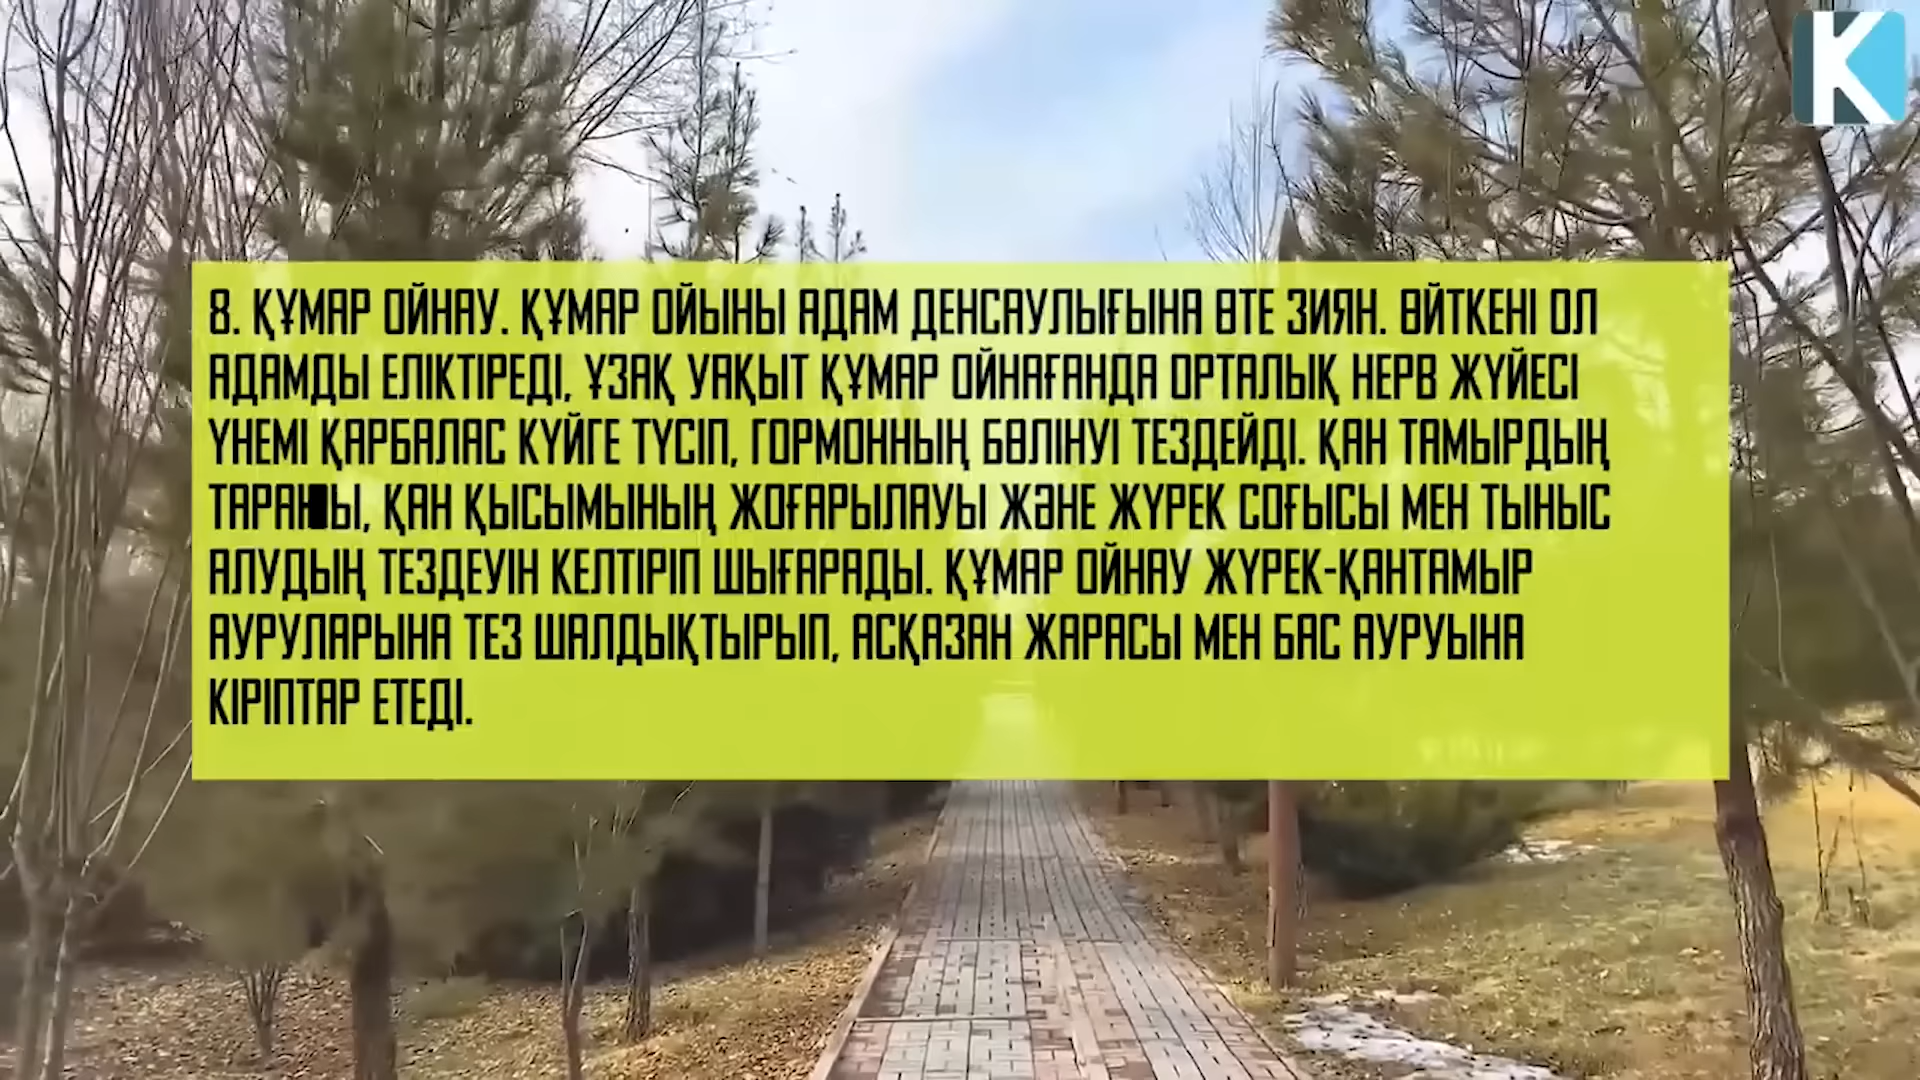 K
8. ҚҰМАР ОЙНАУ. ҚҰМАР ОЙЫНЫ АДАМ ДЕНСАУЛЫҒЫНА ӨТЕ ЗИЯН. ӨЙТКЕНІ ОЛ
АДАМДЫ ЕЛІКТІРЕДІ, ҰЗАҚ УАҚЫТ ҚҰМАР ОЙНАҒАНДА ОРТАЛЫҚ НЕРВ ЖҮЙЕСІ
ҮНЕМІ ҚАРБАЛАС КҮЙГЕ ТҮСІП, ГОРМОННЫҢ БӨЛІНУІ ТЕЗДЕЙДІ. ҚАН ТАМЫРДЫҢ
ҚАН ҚЫСЫМЫНЫҢ ЖОҒАРЫЛАУЫ ЖӘНЕ ЖҮРЕК СОҒЫСЫ МЕН ТЫНЫС
АЛУДЫҢ ТЕЗДЕУІН КЕЛТІРІП ШЫҒАРАДЫ. ҚҰМАР ОЙНАУ ЖҮРЕК-ҚАНТАМЫР
АУРУЛАРЫНА ТЕЗ ШАЛДЫҚТЫРЫП, АСҚАЗАН ЖАРАСЫ МЕН БАС АУРУЫНА
КІРІПТАР ЕТЕДІ.